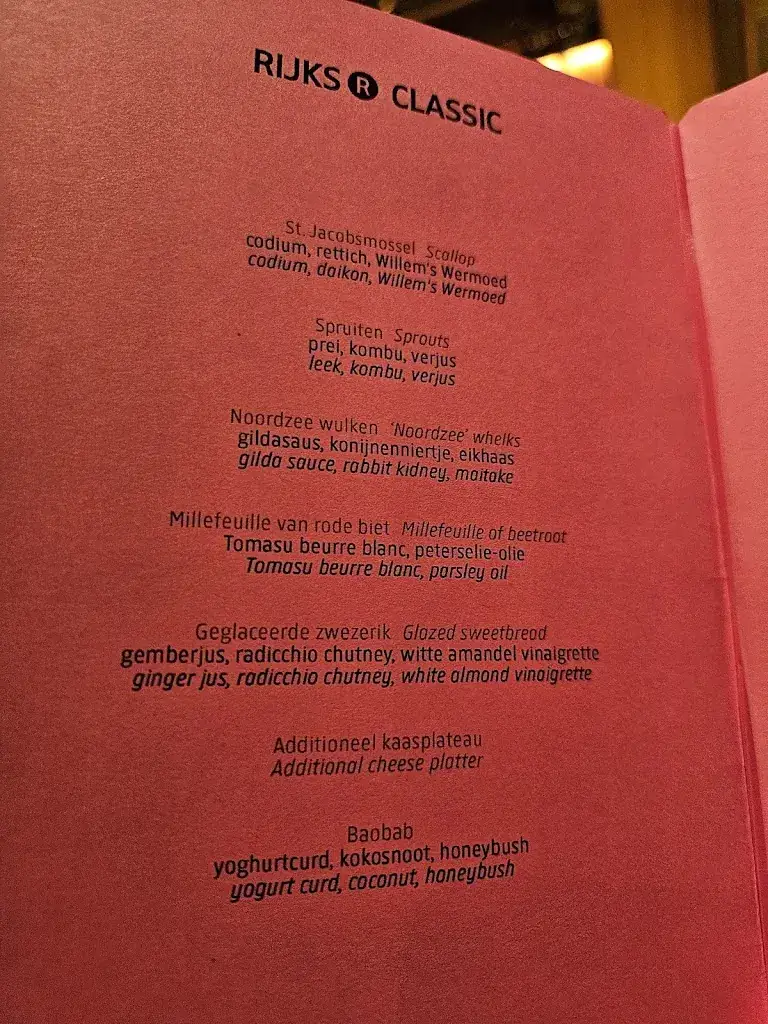 RIJKS R CLASSIC
St. Jacobsmossel Scallop
codium, rettich, Willem's Wermoed
codium, daikon, Willem's Wermoed
Spruiten Sprouts
prei, kombu, verjus
leek, kombu, verjus
Noordzee wulken 'Noordzee' whelks
gildasaus, konijnenniertje, eikhaas
gilda sauce, rabbit kidney, maitake
Millefeuille van rode biet Millefeuille of beetroot
Tomasu beurre blanc, peterselie-olie
Tomasu beurre blanc, parsley oil
Geglaceerde zwezerik Glazed sweetbread
gemberjus, radicchio chutney, witte amandel vinaigrette
ginger jus, radicchio chutney, white almond vinaigrette
Additioneel kaasplateau
Additional cheese platter
Baobab
yoghurtcurd, kokosnoot, honeybush
yogurt curd, coconut, honeybush